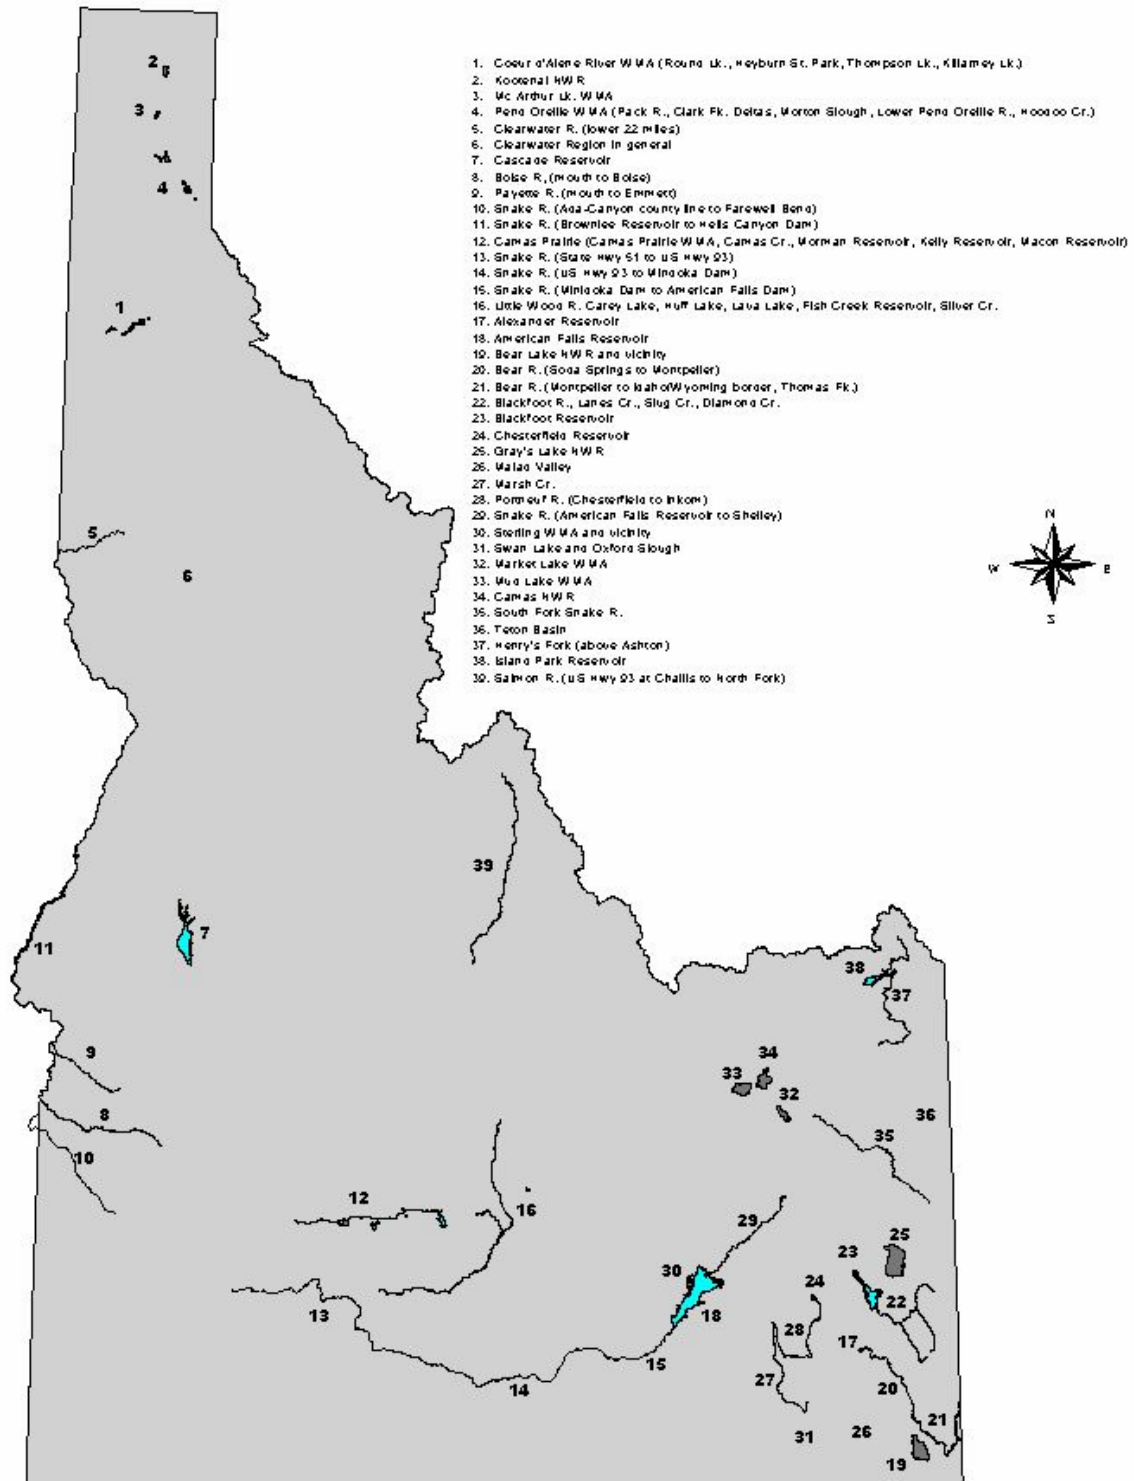 1. Coeur d'Alene River WMA (Round Lk., Heyburn St. Park, Thompson Lk., Killarney Lk.)
2. Kootenai NWR
3. Mc Arthur Lk. WMA
4. Pend Oreille WMA (Pack R., Clark Fk. Deltas, Morton Slough, Lower Pend Oreille R., Hoodoo Cr.)
5. Clearwater R. (lower 22 miles)
6. Clearwater Region in general
7. Cascade Reservoir
8. Boise R, (mouth to Boise)
9. Payette R. (mouth to Emmett)
10. Snake R. (Ada-Canyon county line to Farewell Bend)
11. Snake R. (Brownlee Reservoir to Hells Canyon Dam)
12. Camas Prairie (Camas Prairie WMA, Camas Cr., Morman Reservoir, Kelly Reservoir, Macon Reservoir)
13. Snake R. (State Hwy 51 to US Hwy 93)
14. Snake R. (US Hwy 93 to Minidoka Dam)
15. Snake R. (Minidoka Dam to American Falls Dam)
16. Little Wood R. Carey Lake, Huff Lake, Lava Lake, Fish Creek Reservoir, Silver Cr.
17. Alexander Reservoir
18. American Falls Reservoir
19. Bear Lake NWR and vicinity
20. Bear R. (Soda Springs to Montpelier)
21. Bear R. (Montpelier to Idaho/Wyoming border, Thomas Fk.)
22. Blackfoot R., Lanes Cr., Slug Cr., Diamond Cr.
23. Blackfoot Reservoir
24. Chesterfield Reservoir
25. Gray's Lake NWR
26. Malad Valley
27. Marsh Cr.
28. Portneuf R. (Chesterfield to Inkom)
29. Snake R. (American Falls Reservoir to Shelley)
30. Sterling WMA and vicinity
31. Swan Lake and Oxford Slough
32. Market Lake WMA
33. Mud Lake WMA
34. Camas NWR
35. South Fork Snake R.
36. Teton Basin
37. Henry's Fork (above Ashton)
38. Island Park Reservoir
39. Salmon R. (US Hwy 93 at Challis to North Fork)
N
W E
S
2
3
4
1
5
6
39
7
11
38
37
9
34
33
32
8
36
35
10
12
16
29
25
23
30
24
22
18
13
28
17
15
27
20
14
21
26
31
19